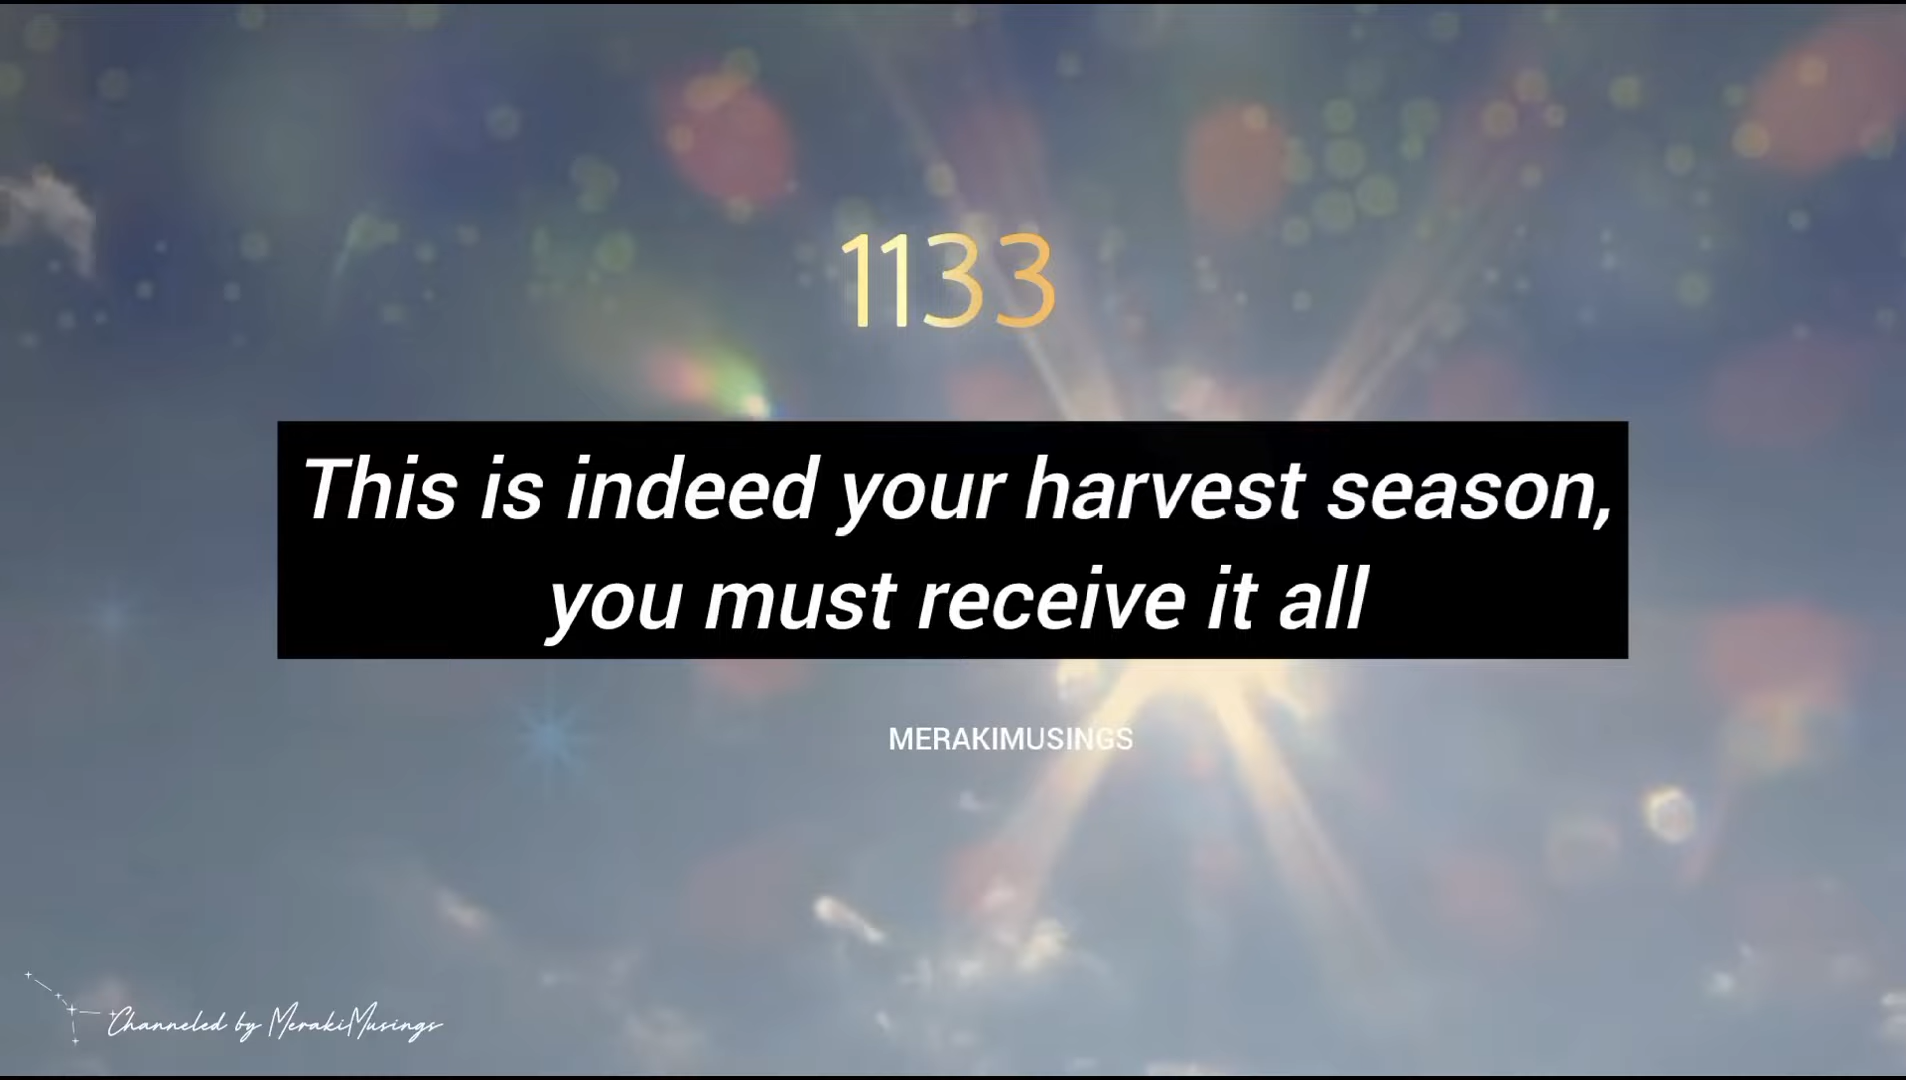 1133
This is indeed your harvest season,
you must receive it all
MERAKIMUSINGS
Channeled by MerakiMusings